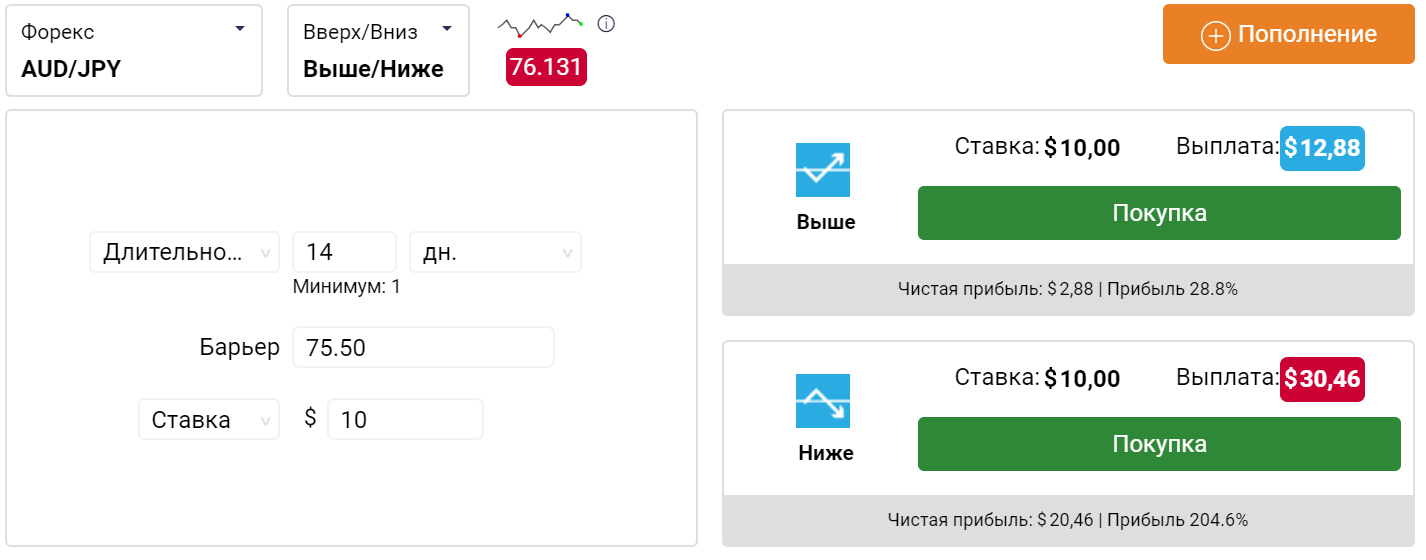 Форекс
AUD/JPY
Вверх/Вниз
Выше/Ниже
76.131
Пополнение
Длительно... 14 дн.
Минимум: 1
Барьер 75.50
Ставка $ 10
Ставка: $10,00 Выплата: $12,88
Выше
Покупка
Чистая прибыль: $2,88 | Прибыль 28.8%
Ставка: $10,00 Выплата: $30,46
Ниже
Покупка
Чистая прибыль: $20,46 | Прибыль 204.6%